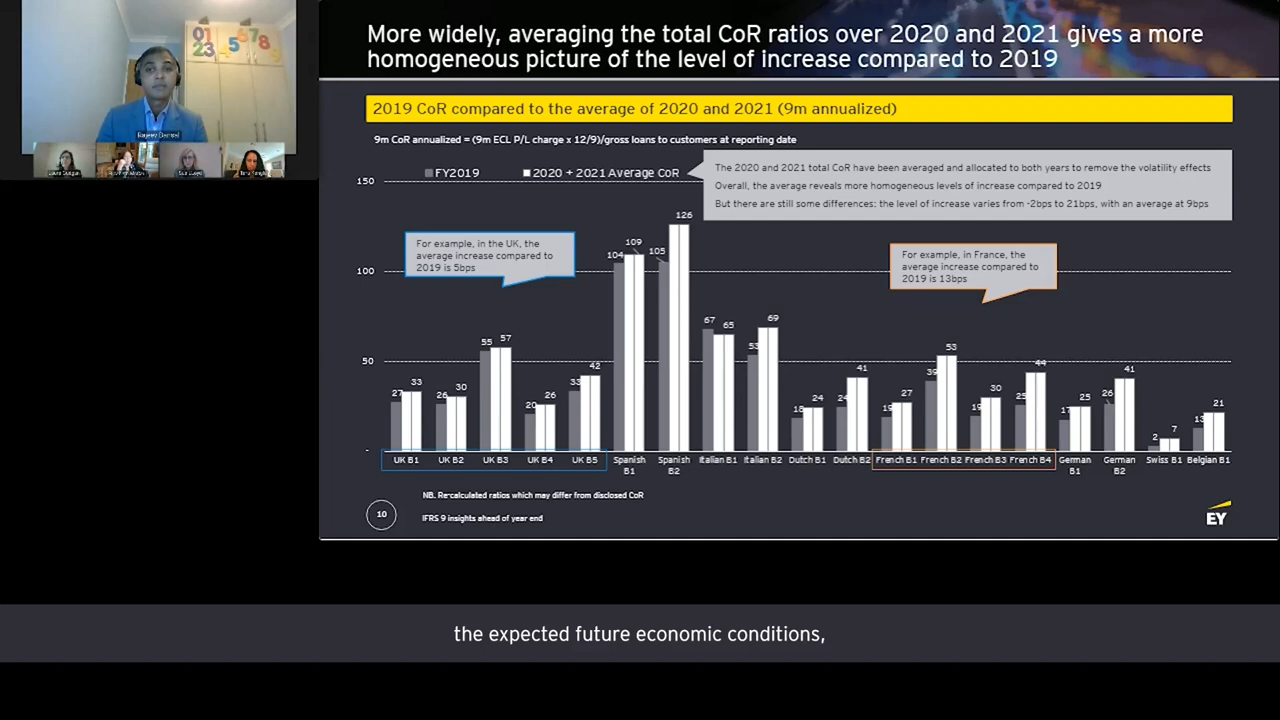 More widely, averaging the total CoR ratios over 2020 and 2021 gives a more
homogeneous picture of the level of increase compared to 2019
2019 CoR compared to the average of 2020 and 2021 (9m annualized)
9m CoR annualized = (9m ECL P/L charge x 12/9)/gross loans to customers at reporting date
FY2019
2020 + 2021 Average CoR
The 2020 and 2021 total CoR have been averaged and allocated to both years to remove the volatility effects
Overall, the average reveals more homogeneous levels of increase compared to 2019
But there are still some differences: the level of increase varies from -2bps to 21bps, with an average at 9bps
For example, in the UK, the
average increase compared to
2019 is 5bps
For example, in France, the
average increase compared to
2019 is 13bps
150
100
50
-
27 33 26 30 55 57 20 26 33 42 104 109 105 126 67 65 53 69 18 24 24 41 19 27 39 53 19 30 25 44 17 25 26 41 2 7 13 21
UK B1 UK B2 UK B3 UK B4 UK B5 Spanish B1 Spanish B2 Italian B1 Italian B2 Dutch B1 Dutch B2 French B1 French B2 French B3 French B4 German B1 German B2 Swiss B1 Belgian B1
NB. Re-calculated ratios which may differ from disclosed CoR
10
IFRS 9 insights ahead of year end
EY
01
23
5678
the expected future economic conditions,